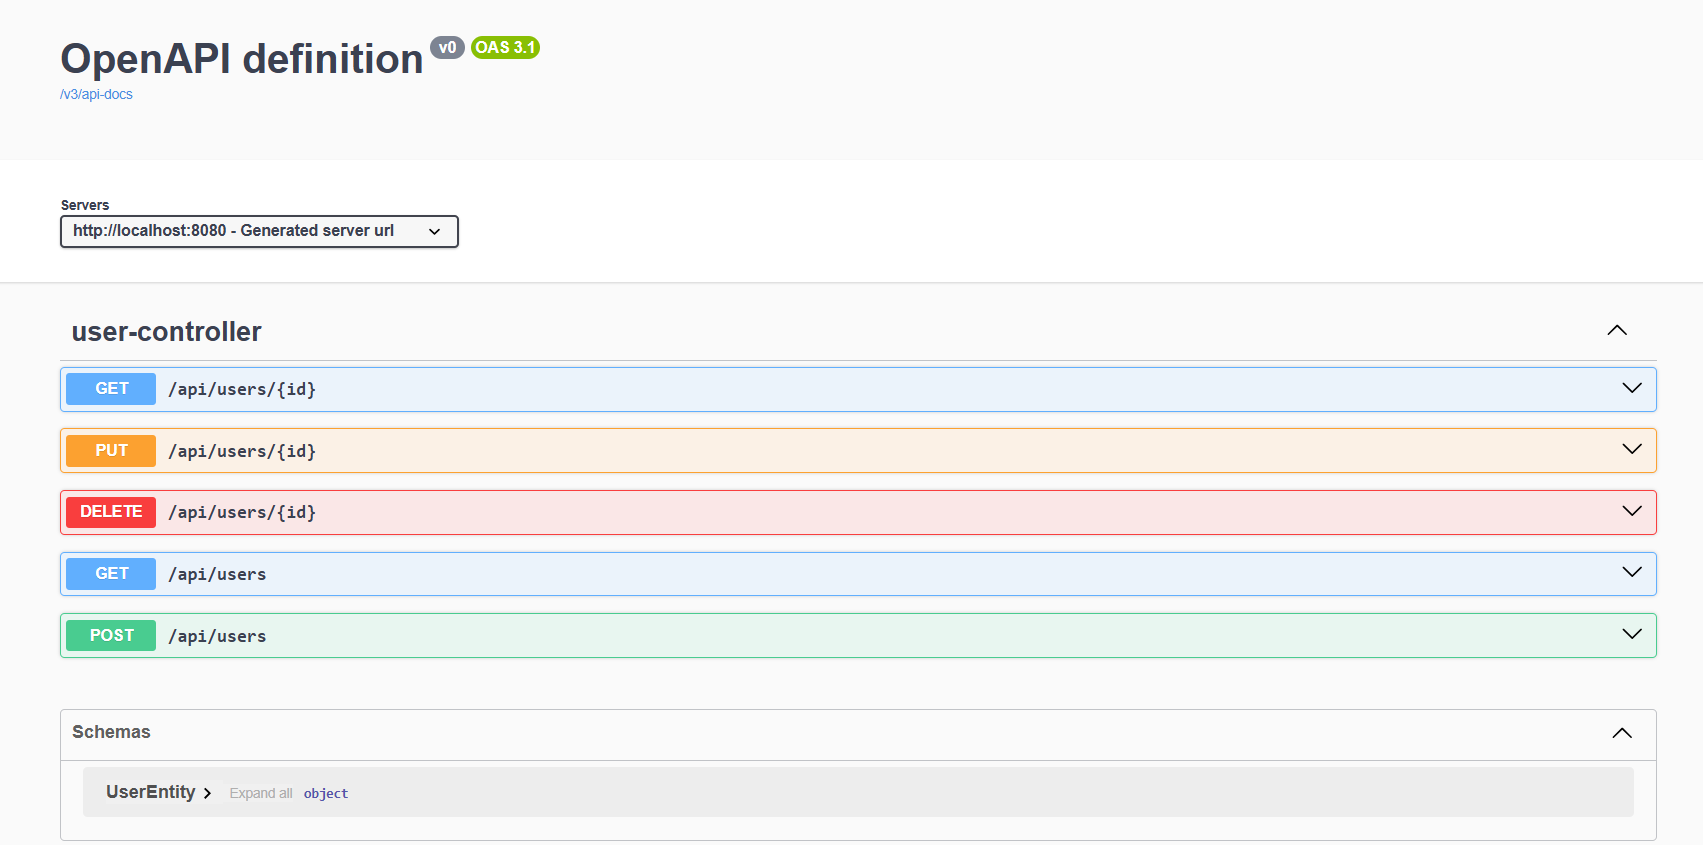 OpenAPI definition v0 OAS 3.1
/v3/api-docs
Servers
http://localhost:8080 - Generated server url
user-controller
GET /api/users/{id}
PUT /api/users/{id}
DELETE /api/users/{id}
GET /api/users
POST /api/users
Schemas
UserEntity Expand all object